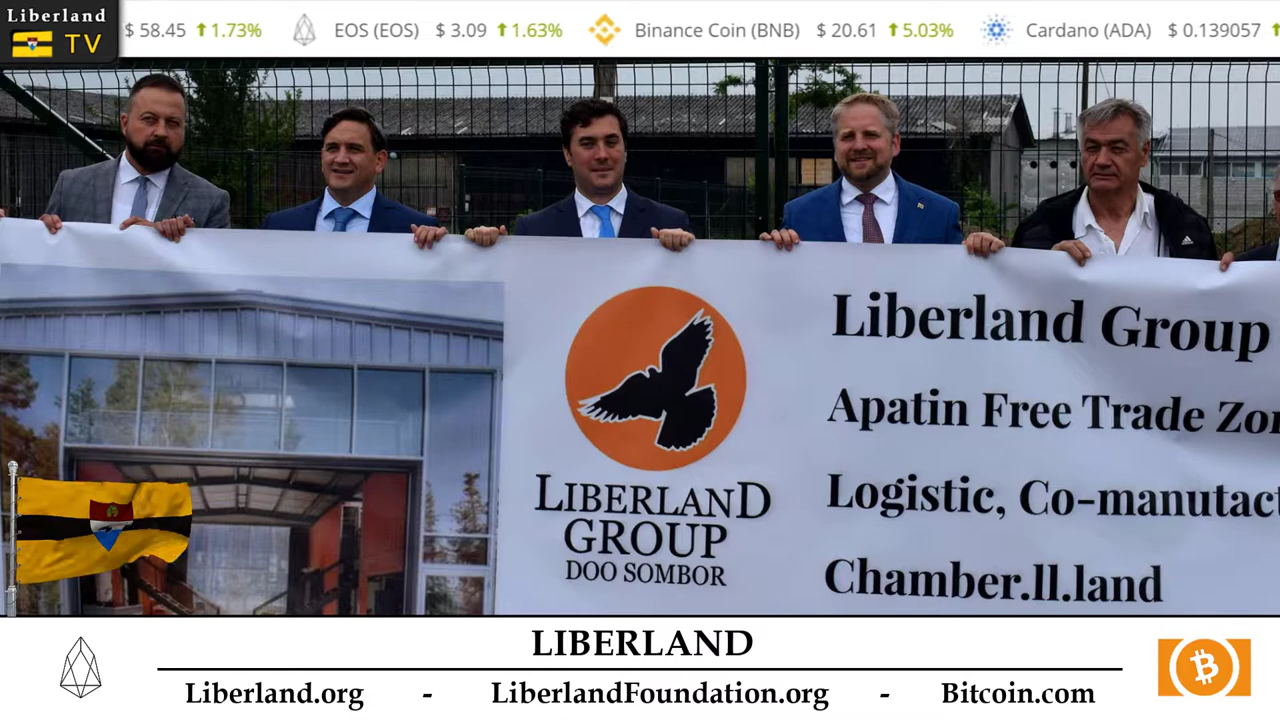 Liberland
TV
$ 58.45 1.73% EOS (EOS) $ 3.09 1.63% Binance Coin (BNB) $ 20.61 5.03% Cardano (ADA) $ 0.139057
Liberland Group
Apatin Free Trade Zon
Logistic, Co-manutact
Chamber.ll.land
LIBERLAND
GROUP
DOO SOMBOR
LIBERLAND
Liberland.org - LiberlandFoundation.org - Bitcoin.com